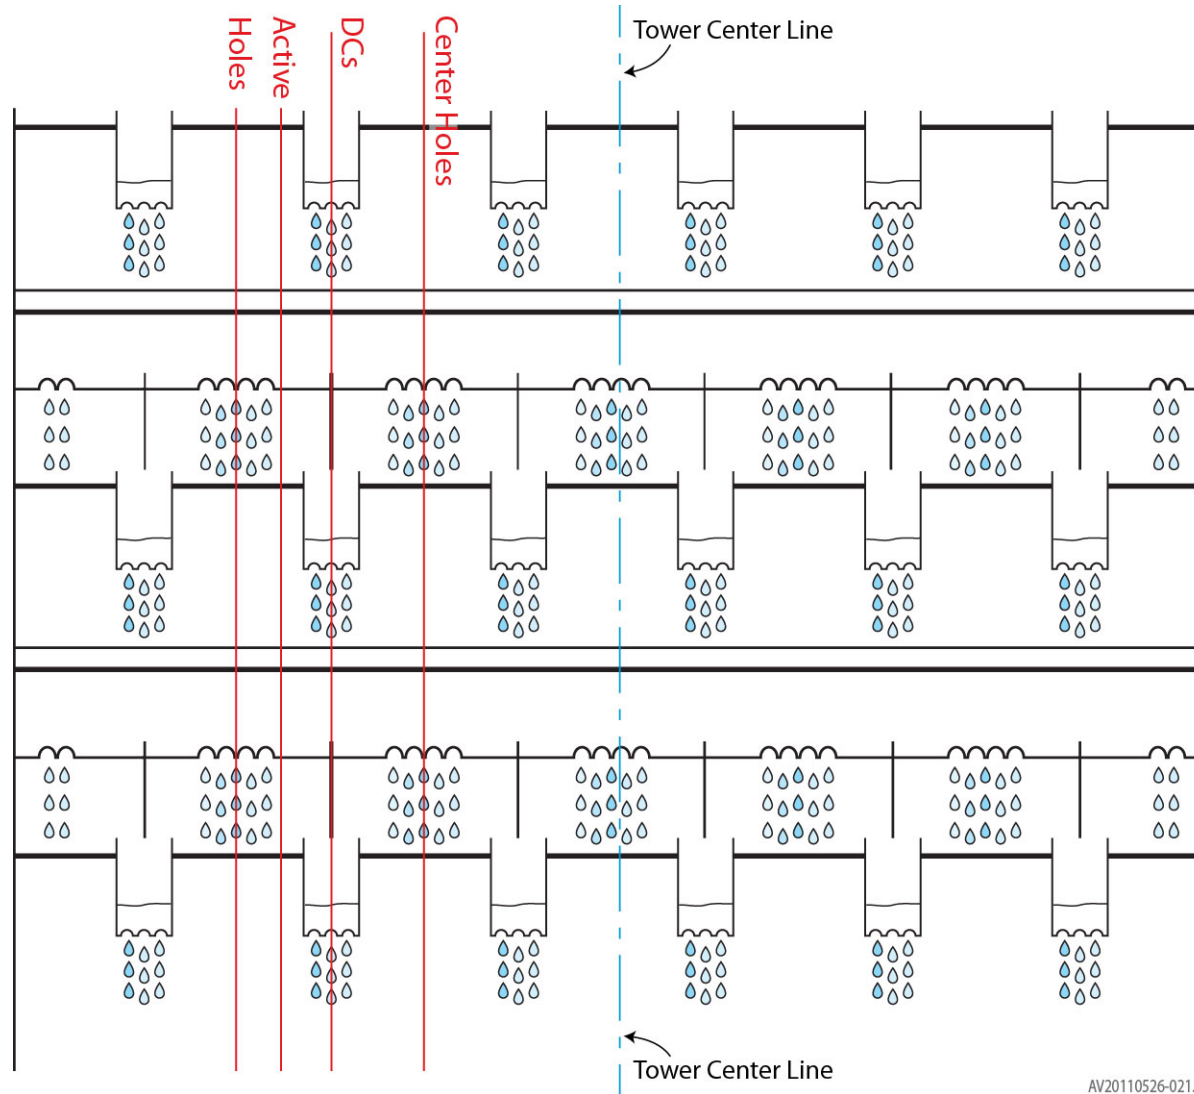 Holes
Active
DCs
Center Holes
Tower Center Line
Tower Center Line
AV20110526-021.